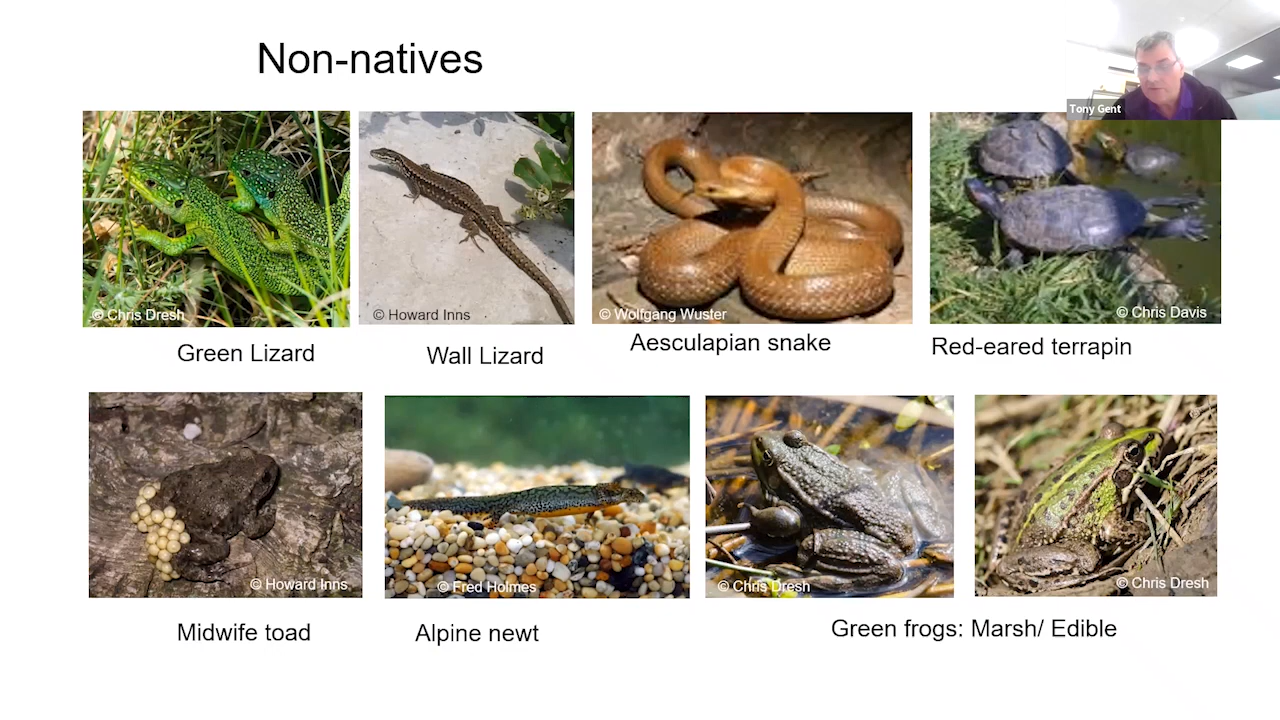 Non-natives
Tony Gent
© Chris Dresh
© Howard Inns
© Wolfgang Wuster
© Chris Davis
Green Lizard
Wall Lizard
Aesculapian snake
Red-eared terrapin
© Howard Inns
© Fred Holmes
© Chris Dresh
© Chris Dresh
Midwife toad
Alpine newt
Green frogs: Marsh/ Edible